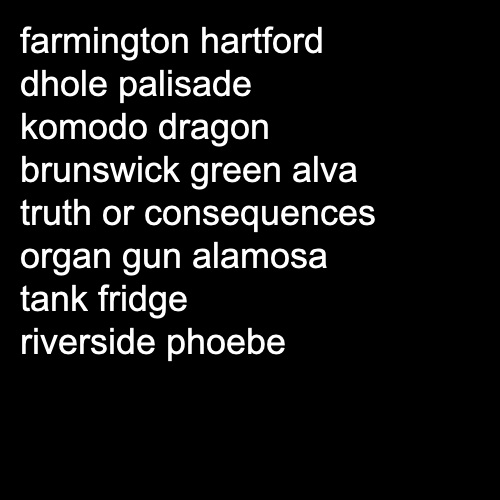 farmington hartford
dhole palisade
komodo dragon
brunswick green alva
truth or consequences
organ gun alamosa
tank fridge
riverside phoebe